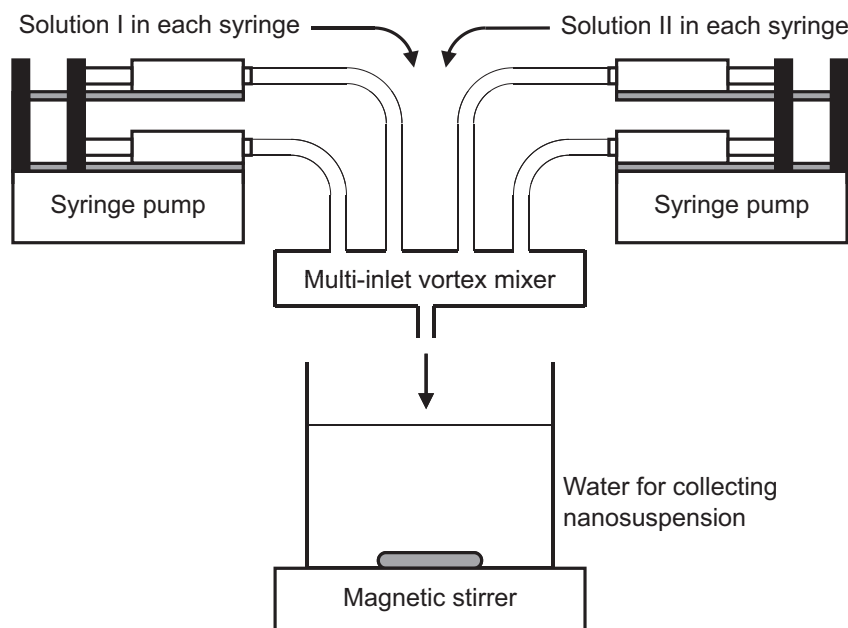 Solution I in each syringe
Solution II in each syringe
Syringe pump
Syringe pump
Multi-inlet vortex mixer
Water for collecting
nanosuspension
Magnetic stirrer